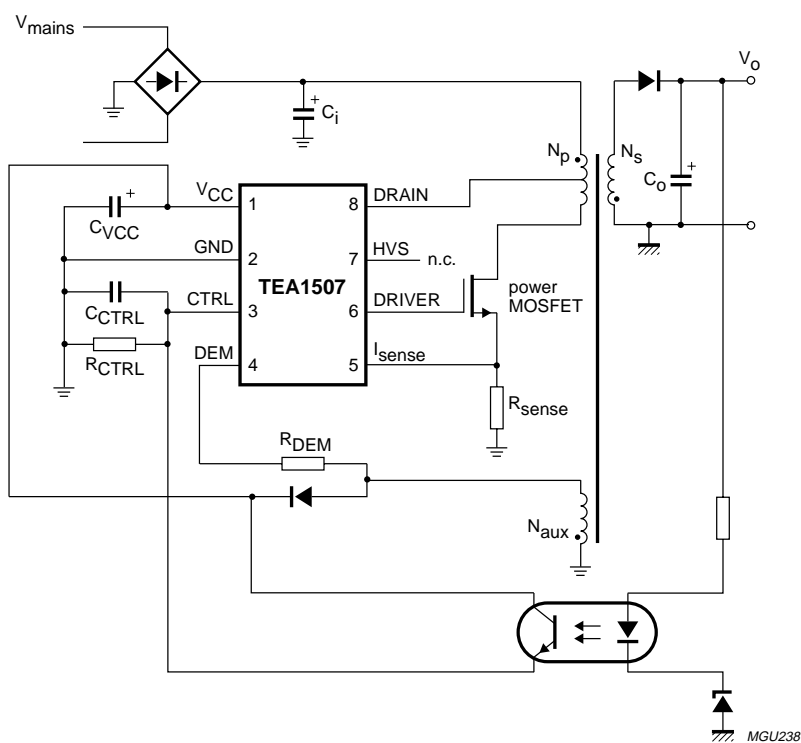 Vmains
Vo
Ci
Np
Ns
Co
VCC
1
8
DRAIN
CVCC
GND
2
7
HVS
n.c.
TEA1507
CTRL
3
6
DRIVER
power
MOSFET
CCTRL
DEM
4
5
Isense
RCTRL
Rsense
RDEM
Naux
MGU238